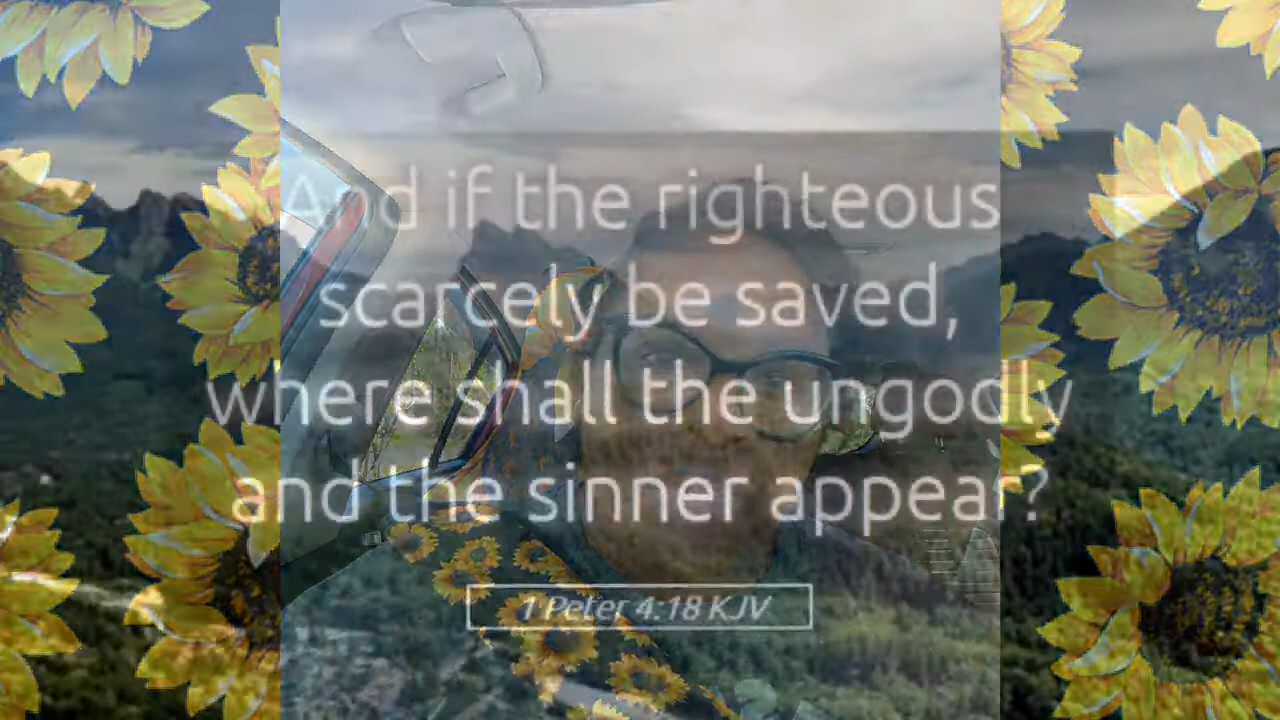 And if the righteous
scarcely be saved,
where shall the ungodly
and the sinner appear?
1 Peter 4:18 KJV